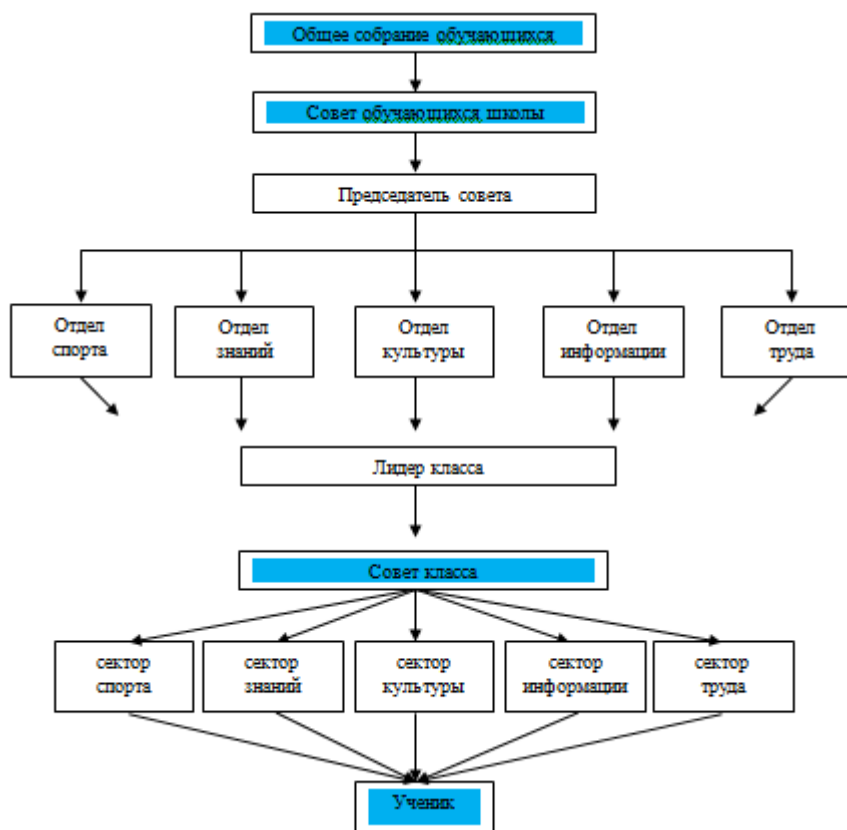 Общее собрание обучающихся
Совет обучающихся школы
Председатель совета
Отдел
спорта
Отдел
знаний
Отдел
культуры
Отдел
информации
Отдел
труда
Лидер класса
Совет класса
сектор
спорта
сектор
знаний
сектор
культуры
сектор
информации
сектор
труда
Ученик